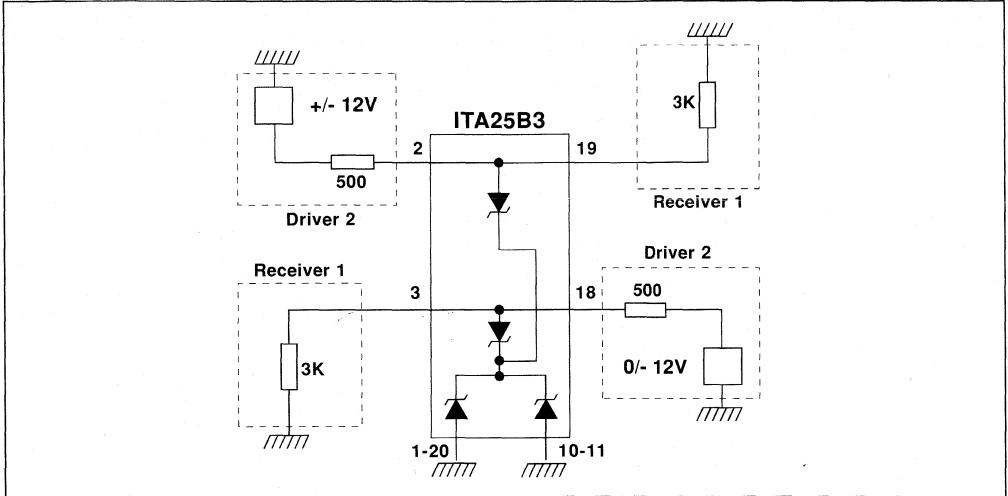 +/- 12V
500
Driver 2
ITA25B3
2
19
3K
Receiver 1
Receiver 1
3K
3
18
Driver 2
500
0/- 12V
1-20
10-11